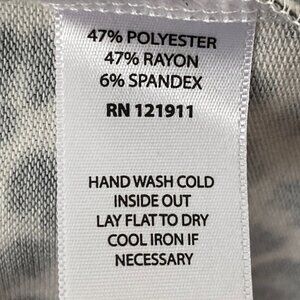 47% POLYESTER
47% RAYON
6% SPANDEX
RN 121911
HAND WASH COLD
INSIDE OUT
LAY FLAT TO DRY
COOL IRON IF
NECESSARY